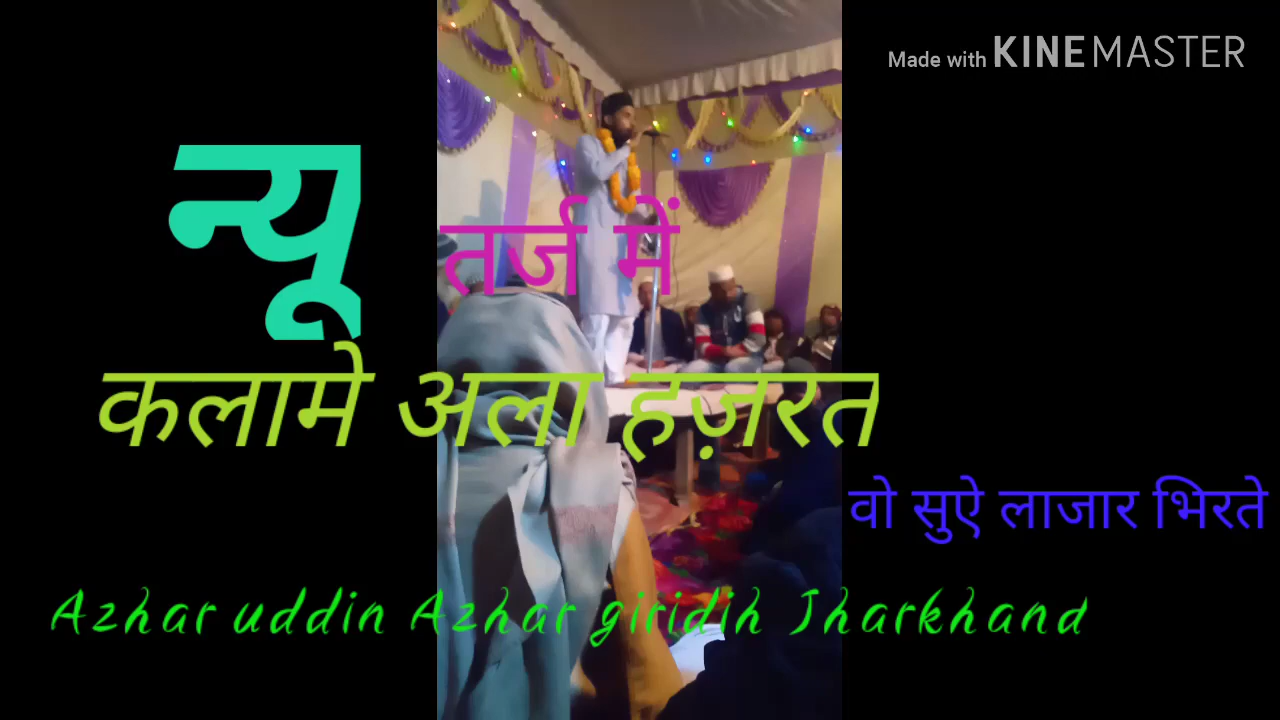 Made with KINEMASTER
न्यू
तर्ज में
कलामे अला हज़रत
वो सुऐ लाजार भिरते
Azhar uddin Azhar giridih Jharkhand